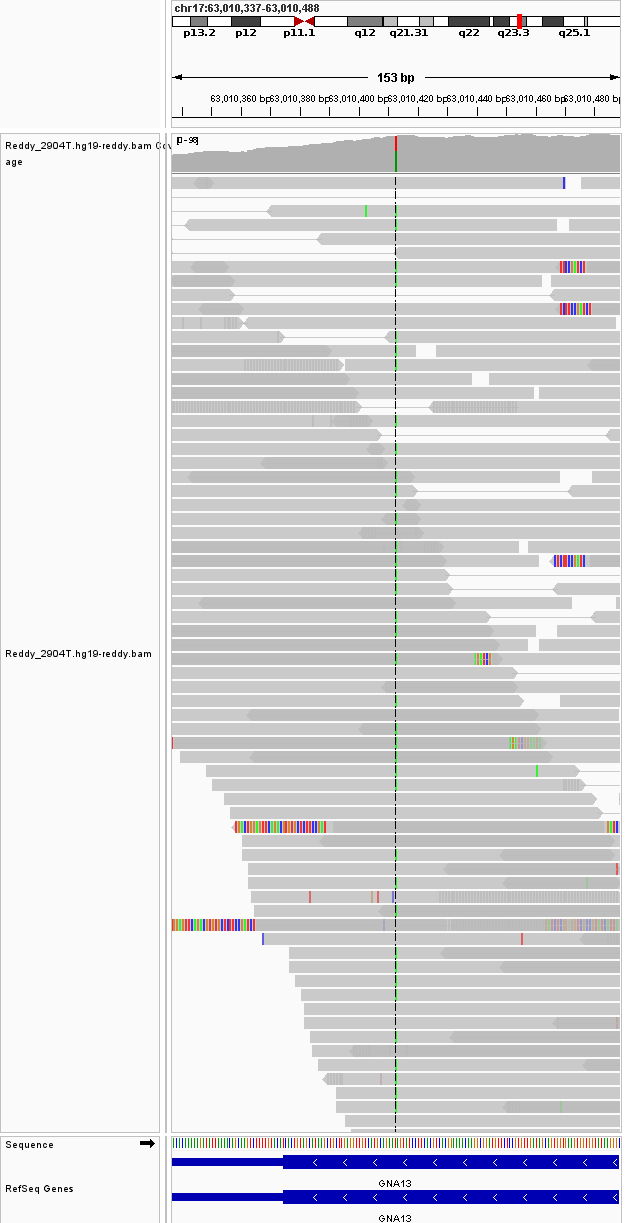 chr17:63,010,337-63,010,488
p13.2 p12 p11.1 q12 q21.31 q22 q23.3 q25.1
153 bp
63,010,360 bp 63,010,380 bp 63,010,400 bp 63,010,420 bp 63,010,440 bp 63,010,460 bp 63,010,480 bp
Reddy_2904T.hg19-reddy.bam Cov
age
[0-98]
Reddy_2904T.hg19-reddy.bam
Sequence
GNA13
RefSeq Genes
GNA13